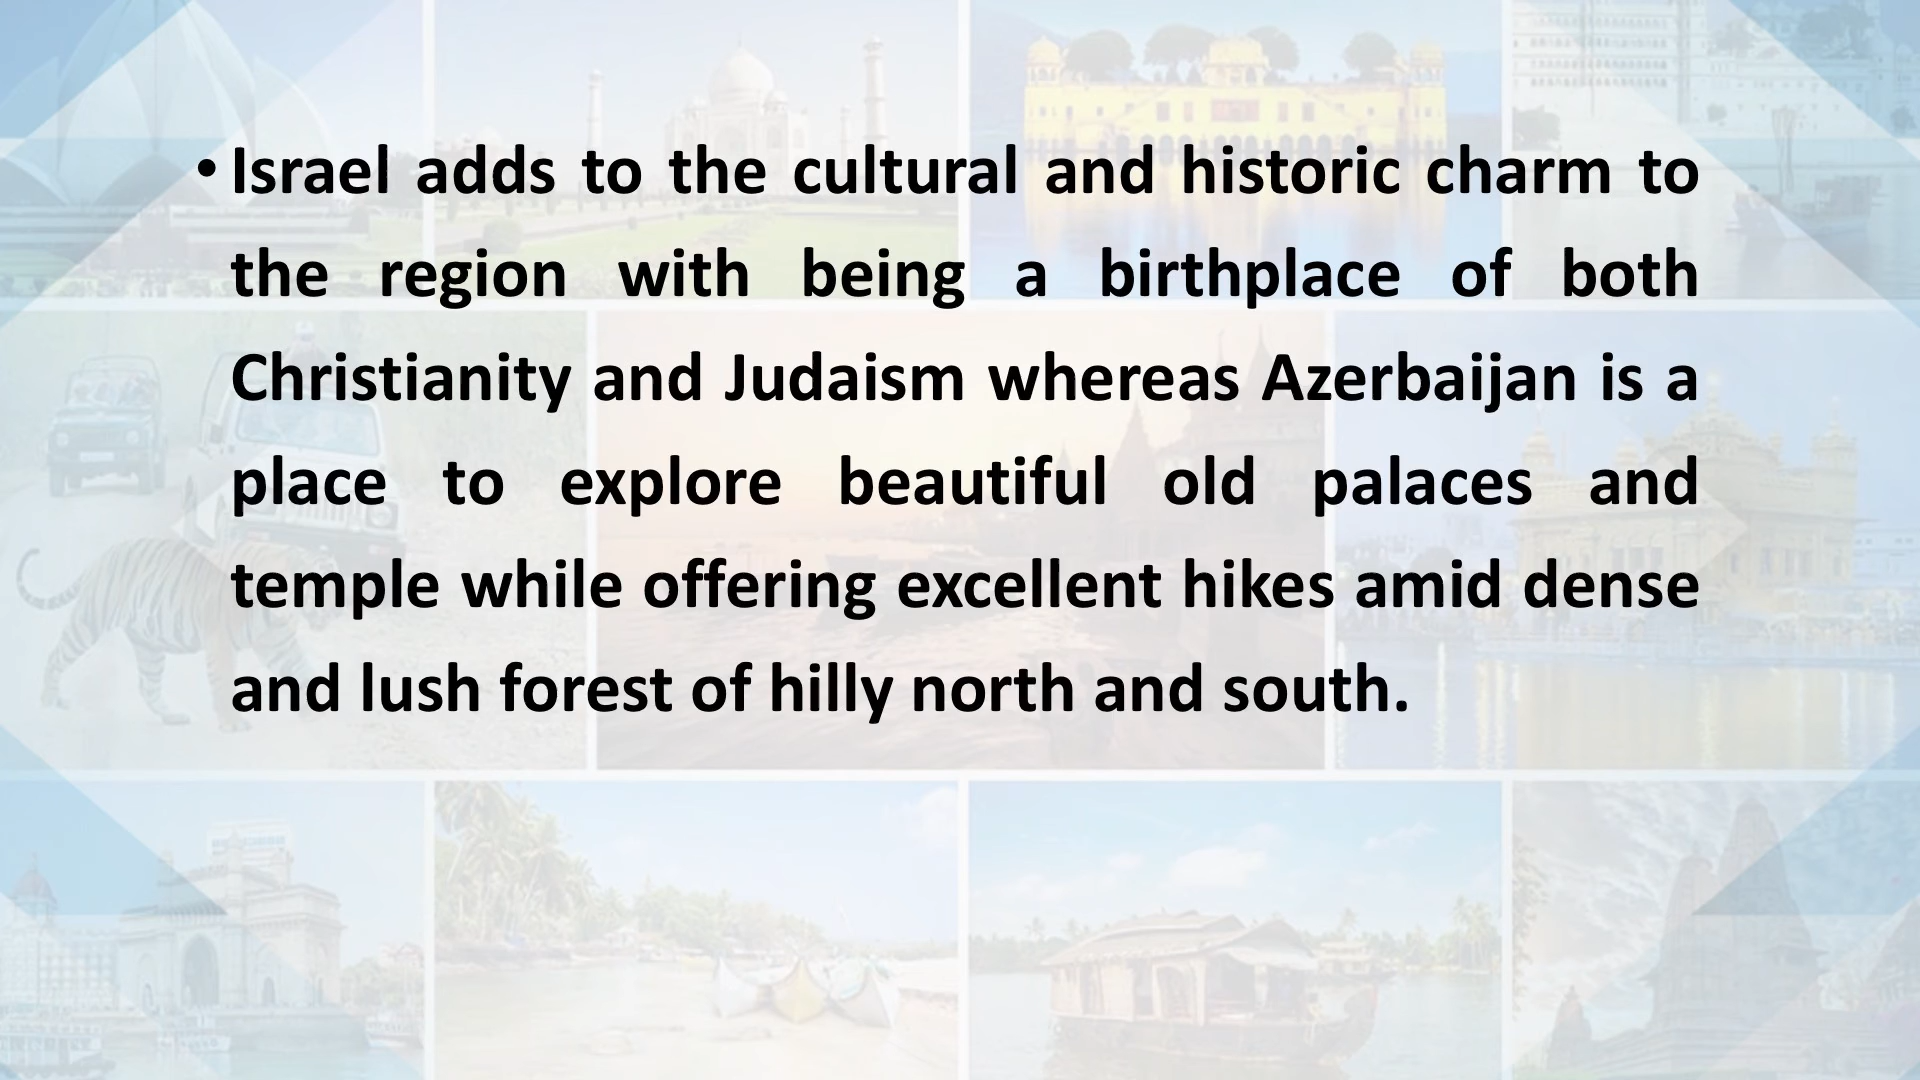 • Israel adds to the cultural and historic charm to
the region with being a birthplace of both
Christianity and Judaism whereas Azerbaijan is a
place to explore beautiful old palaces and
temple while offering excellent hikes amid dense
and lush forest of hilly north and south.